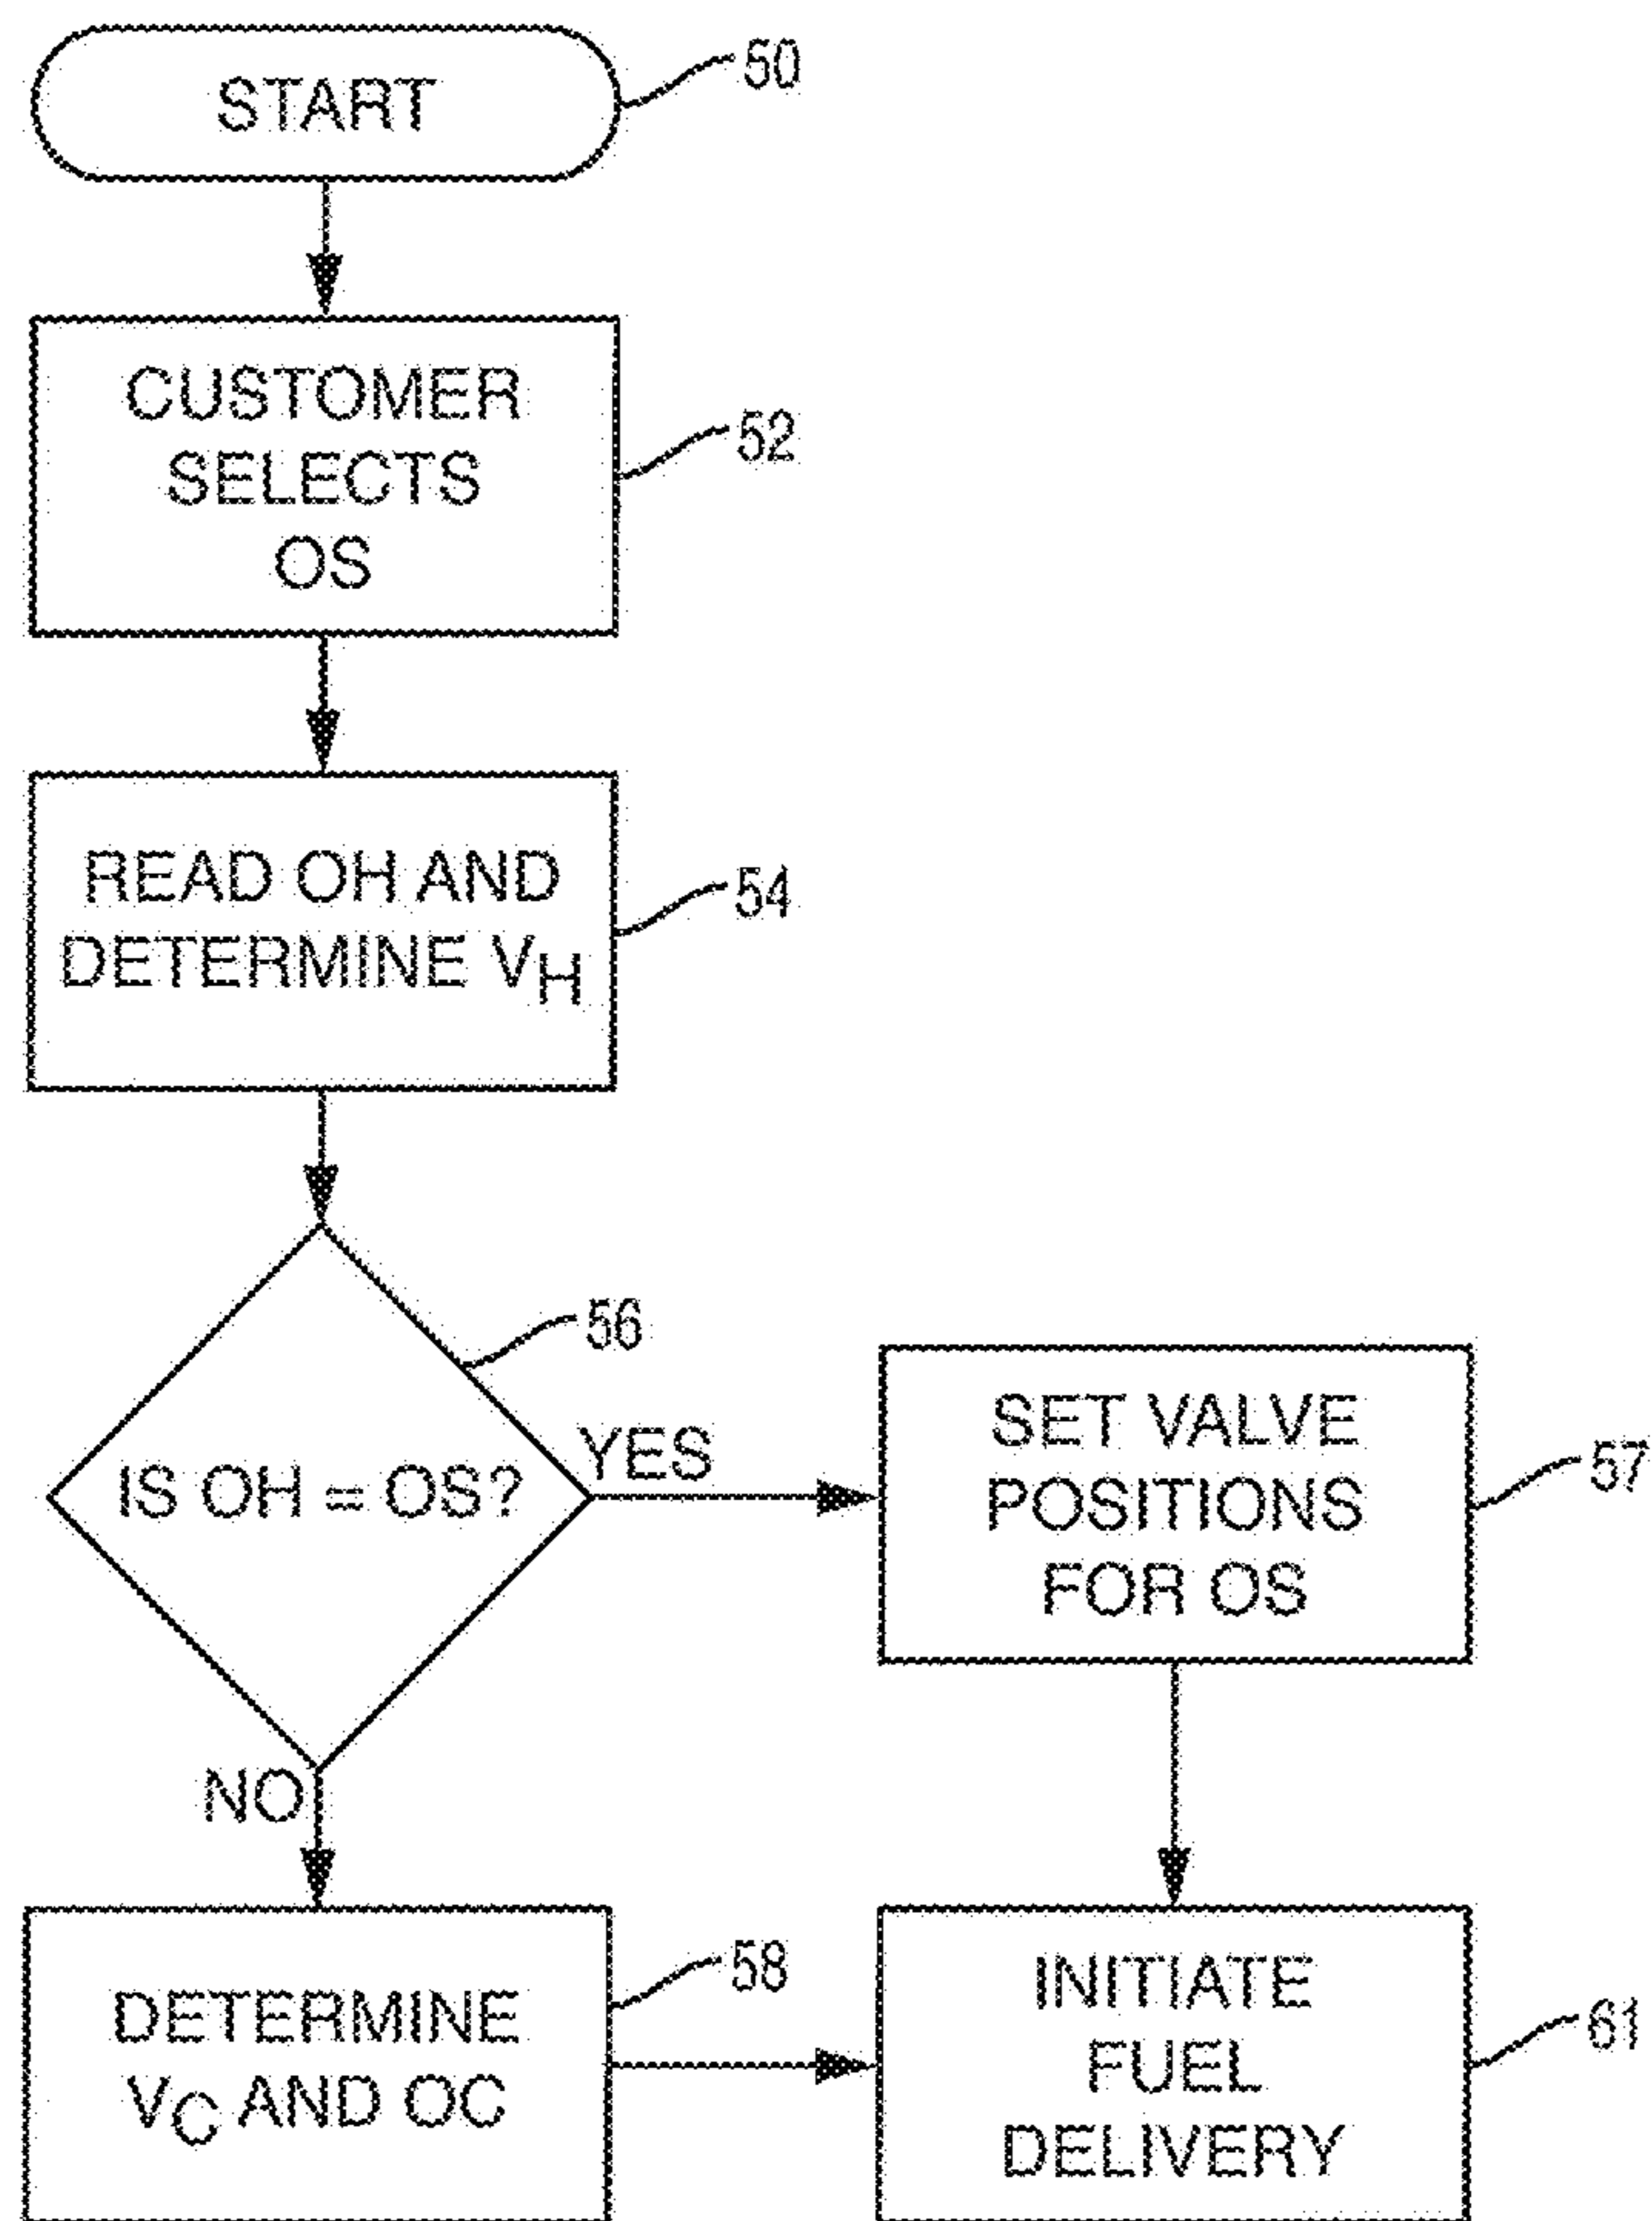 START
50
CUSTOMER
SELECTS
OS
52
READ OH AND
DETERMINE VH
54
56
IS OH = OS?
YES
SET VALVE
POSITIONS
FOR OS
57
NO
DETERMINE
VC AND OC
58
INITIATE
FUEL
DELIVERY
61